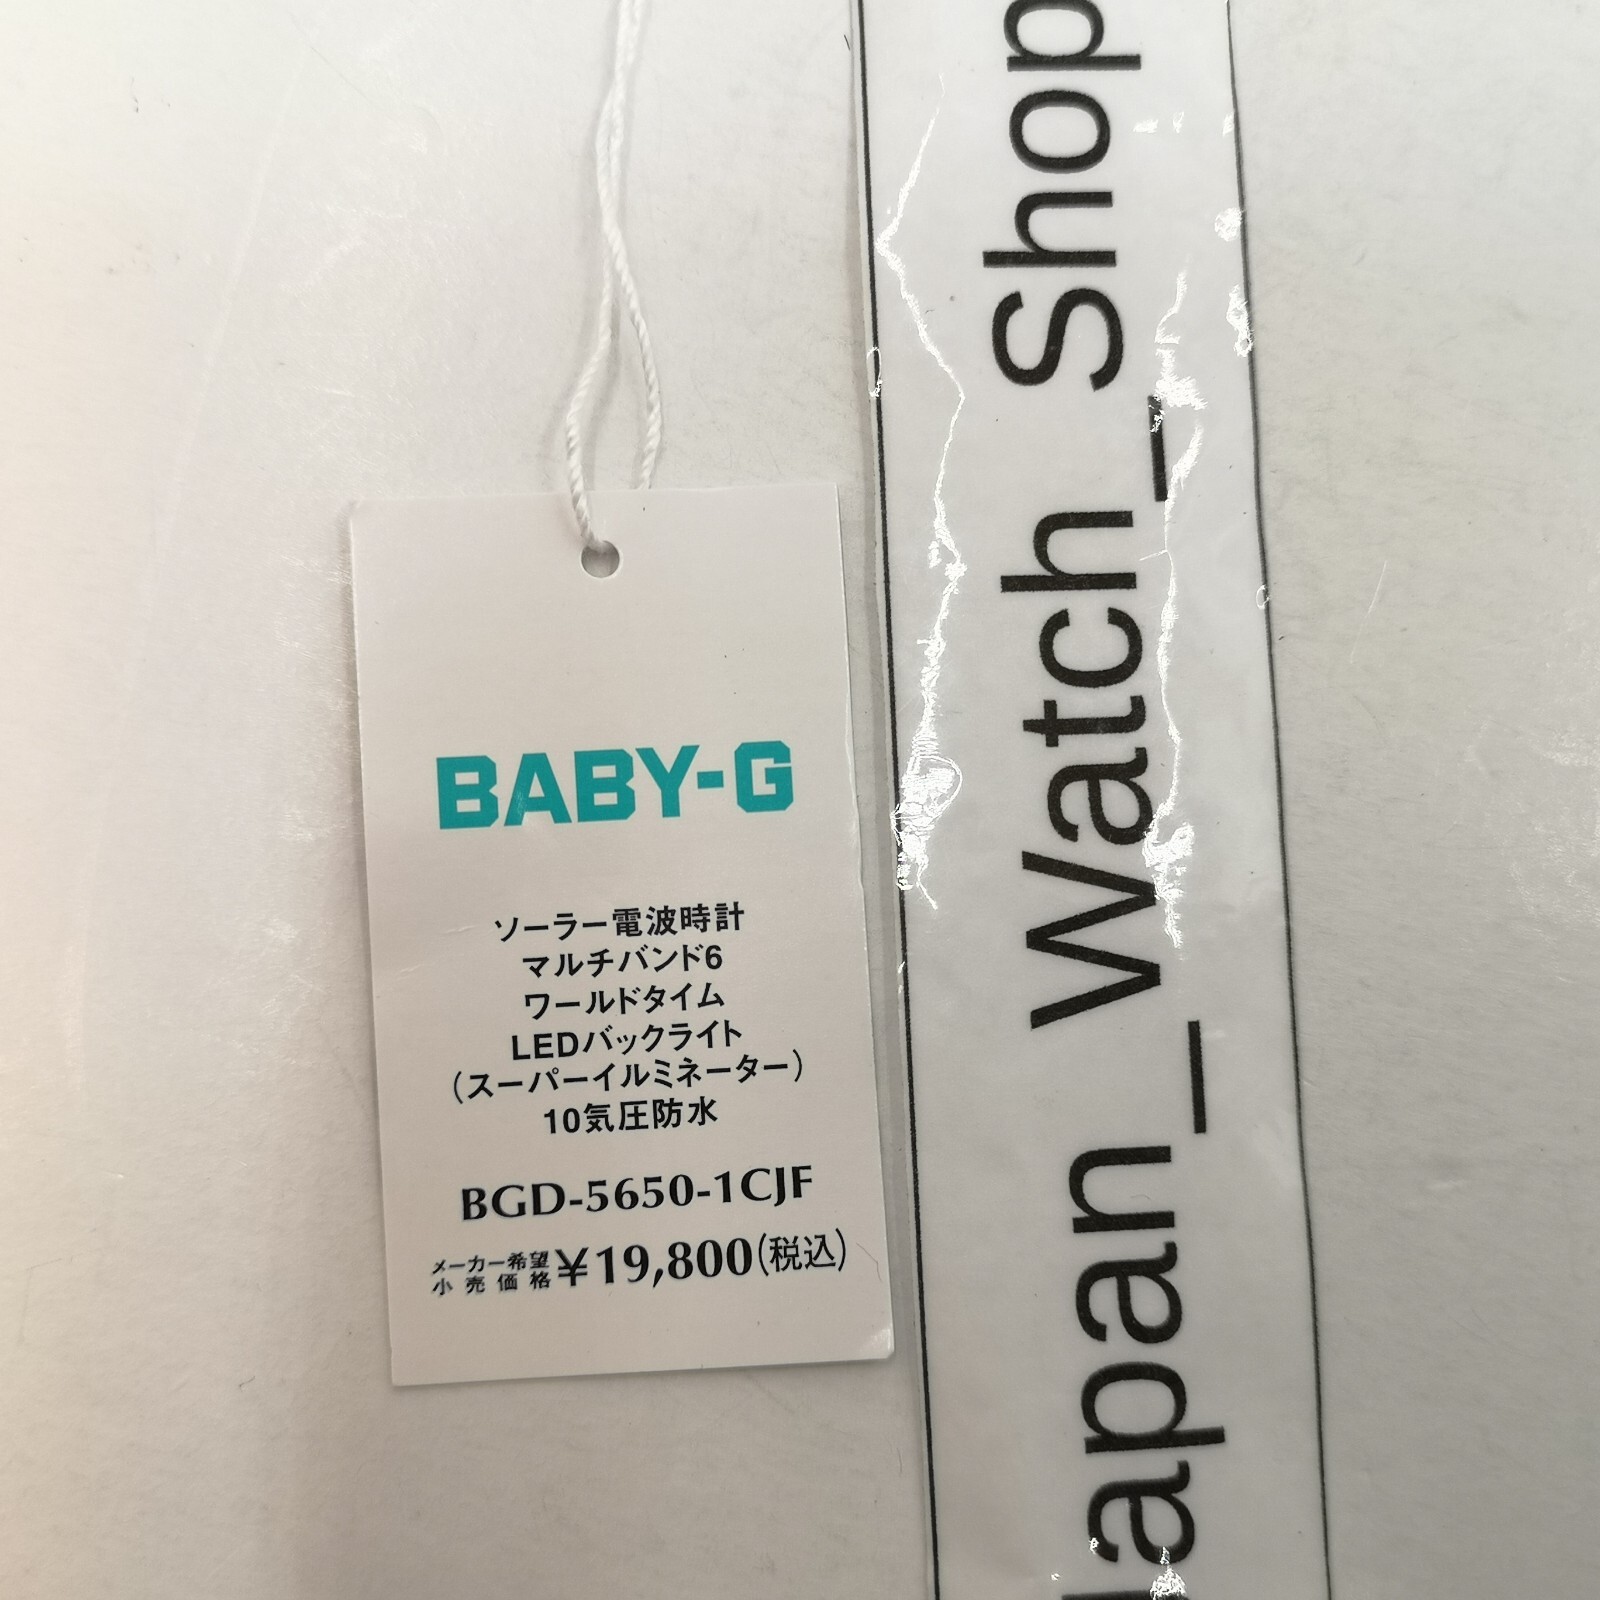 BABY-G
ソーラー電波時計
マルチバンド6
ワールドタイム
LEDバックライト
(スーパーイルミネーター)
10気圧防水
BGD-5650-1CJF
メーカー希望
小売価格 ¥19,800(税込)
Japan_Watch_Shop